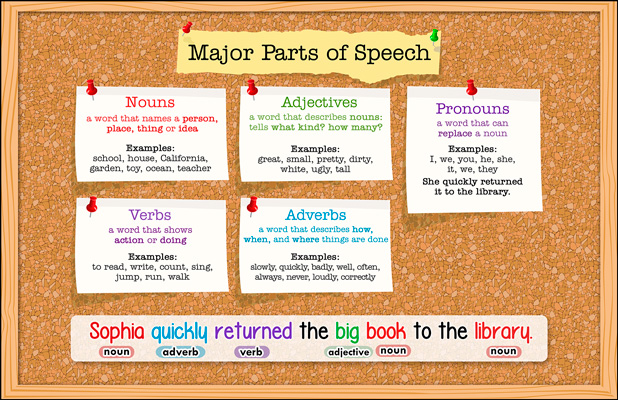 Major Parts of Speech
Nouns
a word that names a person,
place, thing or idea
Examples:
school, house, California,
garden, toy, ocean, teacher
Adjectives
a word that describes nouns:
tells what kind? how many?
Examples:
great, small, pretty, dirty,
white, ugly, tall
Pronouns
a word that can
replace a noun
Examples:
I, we, you, he, she,
it, we, they
She quickly returned
it to the library.
Verbs
a word that shows
action or doing
Examples:
to read, write, count, sing,
jump, run, walk
Adverbs
a word that describes how,
when, and where things are done
Examples:
slowly, quickly, badly, well, often,
always, never, loudly, correctly
Sophia quickly returned the big book to the library.
noun adverb verb adjective noun noun